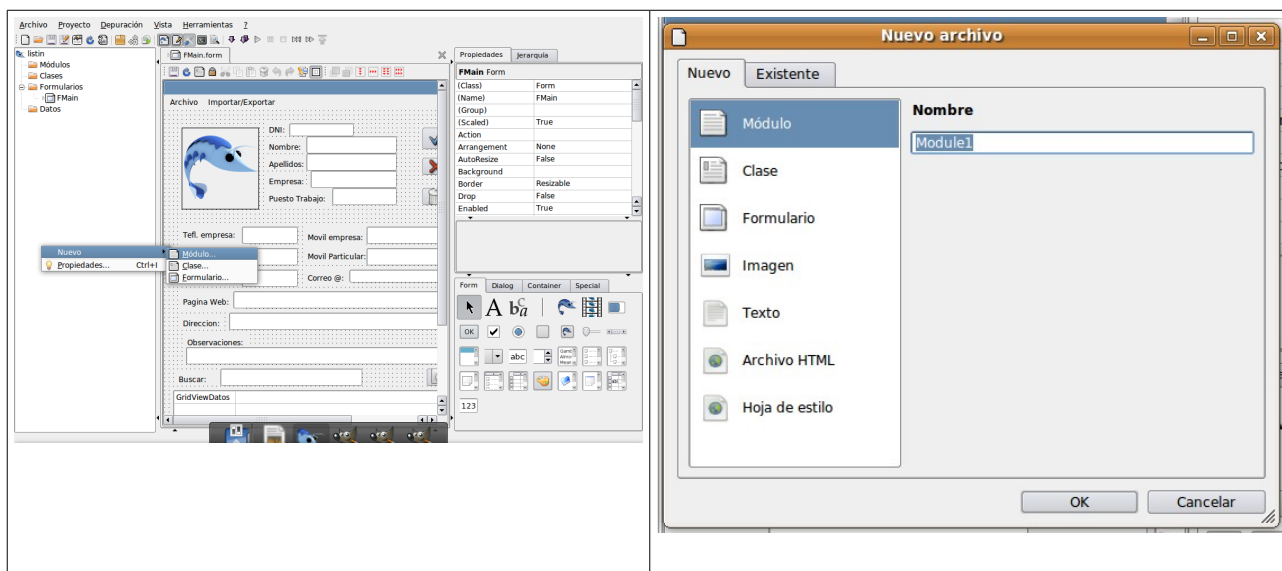 Archivo Proyecto Depuración Vista Herramientas ?
listin
Módulos
Clases
Formularios
FMain
Datos
FMain.form
Archivo Importar/Exportar
DNI:
Nombre:
Apellidos:
Empresa:
Puesto Trabajo:
Tefl. empresa:
Movil empresa:
Movil Particular:
Correo @:
Pagina Web:
Direccion:
Observaciones:
Buscar:
GridViewDatos
Nuevo
Propiedades... Ctrl+I
Módulo...
Clase...
Formulario...
Propiedades Jerarquía
FMain Form
(Class) Form
(Name) FMain
(Group)
(Scaled) True
Action
Arrangement None
AutoResize False
Background
Border Resizable
Drop False
Enabled True
Form Dialog Container Special
OK
abc
123
Nuevo archivo
Nuevo Existente
Módulo
Clase
Formulario
Imagen
Texto
Archivo HTML
Hoja de estilo
Nombre
Module1
OK Cancelar